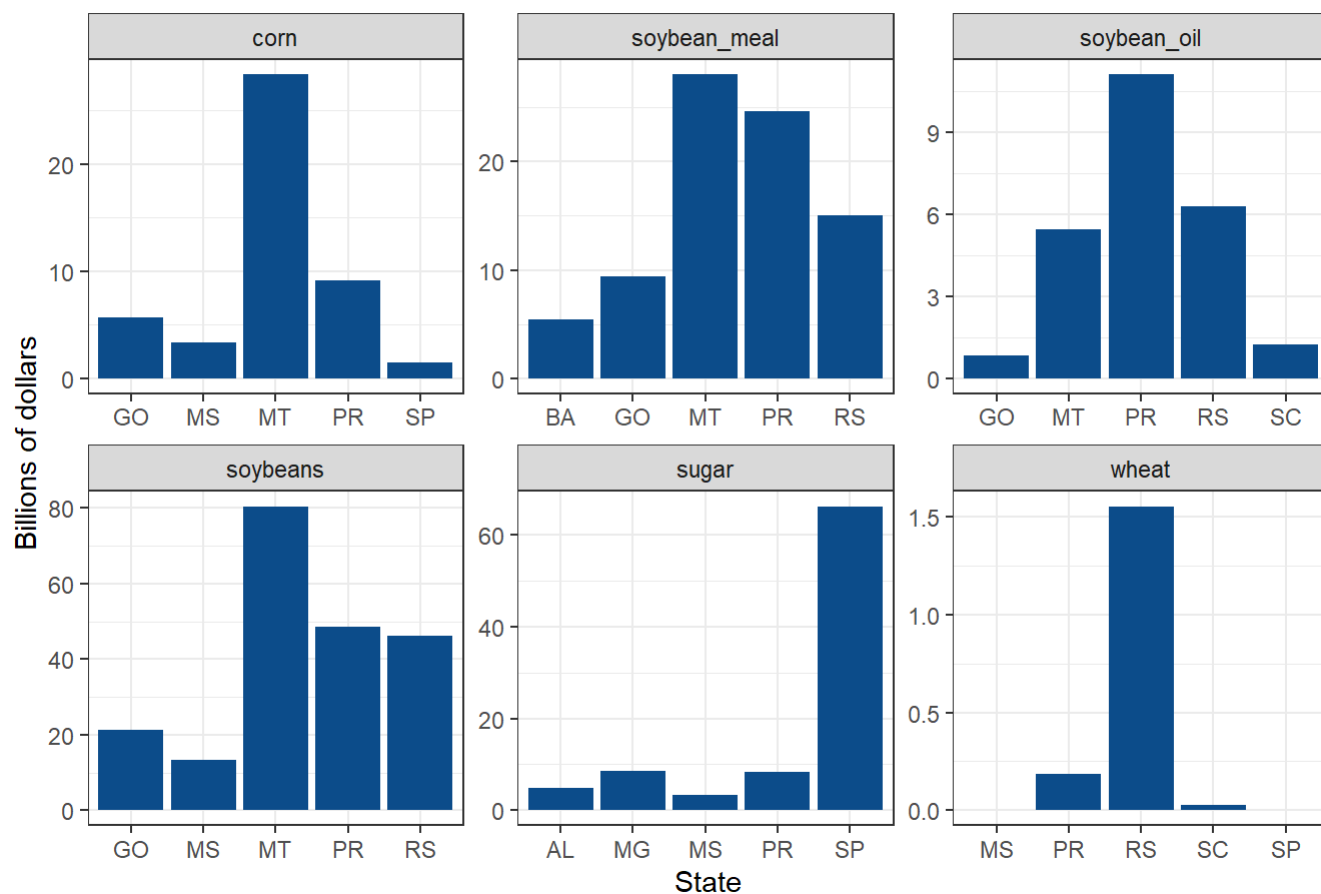 corn
soybean_meal
soybean_oil
20
10
0
20
10
0
9
6
3
0
GO MS MT PR SP
BA GO MT PR RS
GO MT PR RS SC
Billions of dollars
soybeans
sugar
wheat
80
60
40
20
0
60
40
20
0
1.5
1.0
0.5
0.0
GO MS MT PR RS
AL MG MS PR SP
MS PR RS SC SP
State